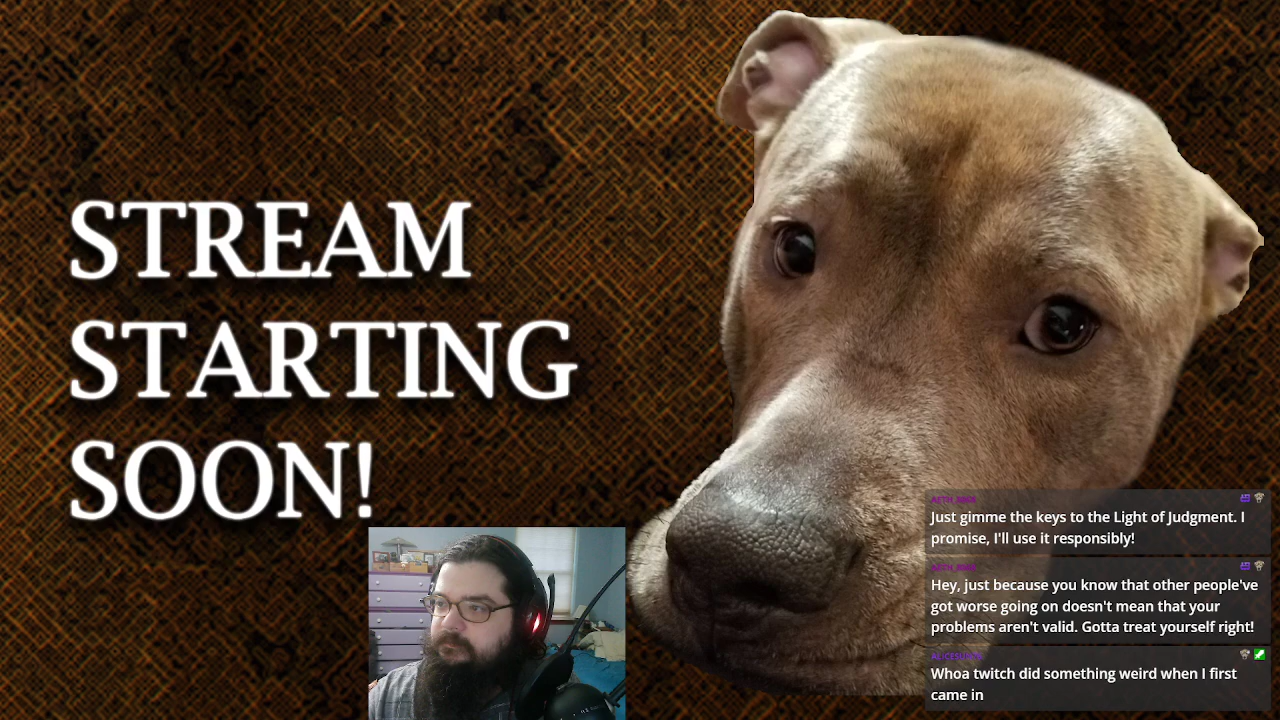 STREAM
STARTING
SOON!
Just gimme the keys to the Light of Judgment. I
promise, I'll use it responsibly!
Hey, just because you know that other people've
got worse going on doesn't mean that your
problems aren't valid. Gotta treat yourself right!
Whoa twitch did something weird when I first
came in